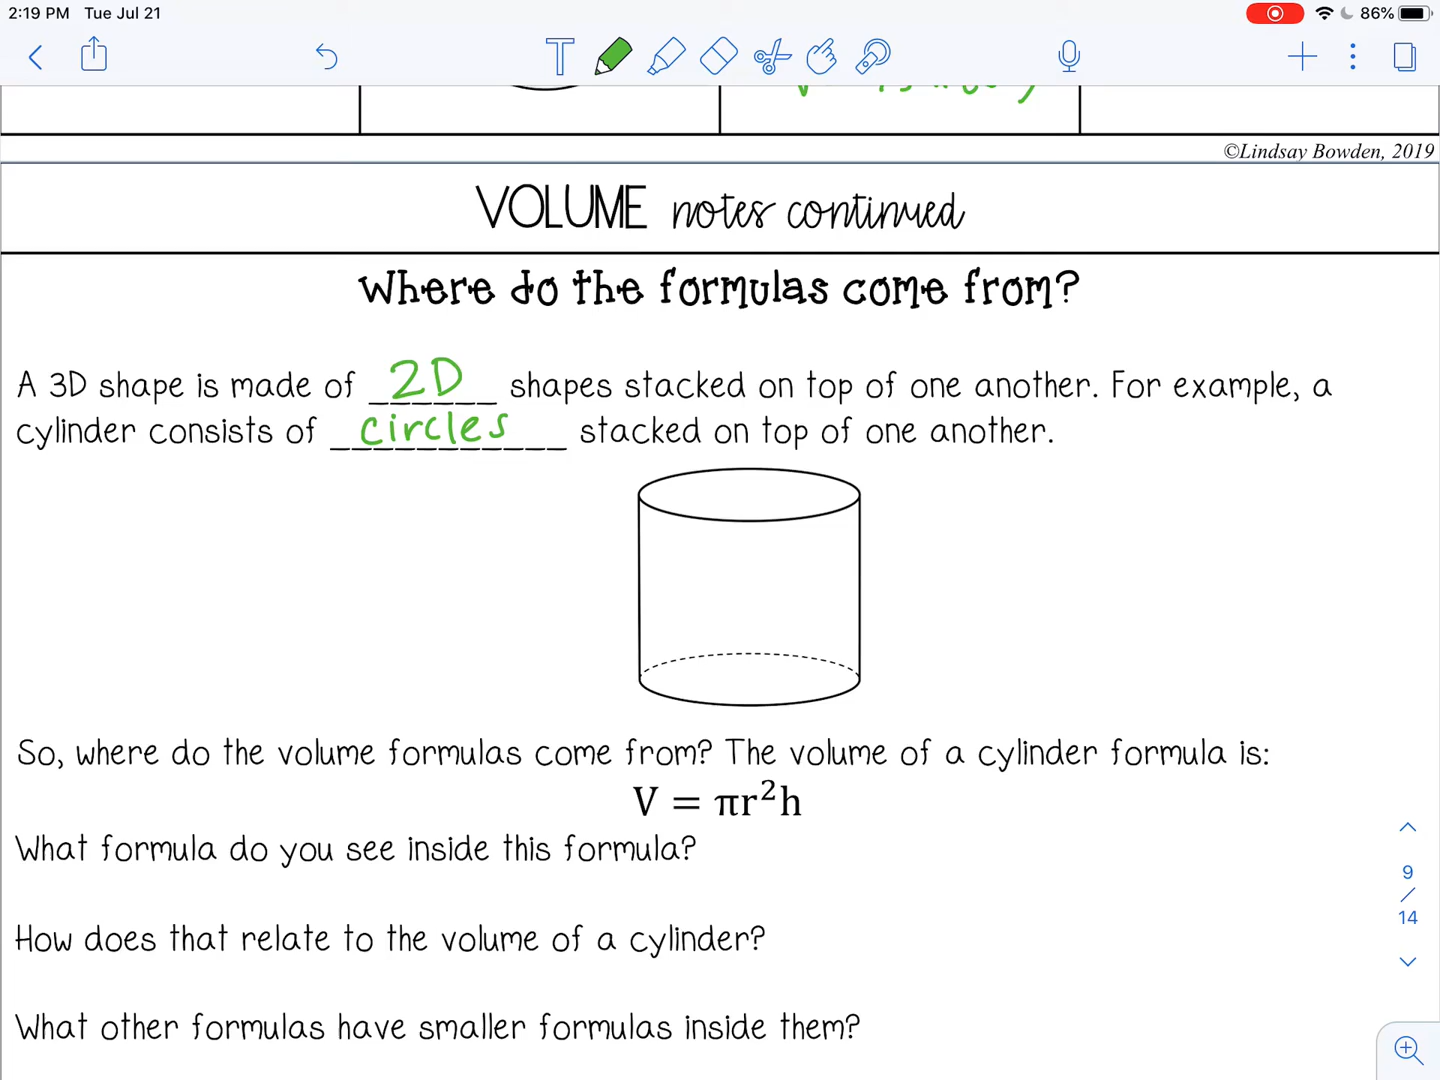 2:19 PM Tue Jul 21
86%
©Lindsay Bowden, 2019
VOLUME notes continued
Where do the formulas come from?
A 3D shape is made of 2D shapes stacked on top of one another. For example, a
cylinder consists of circles stacked on top of one another.
So, where do the volume formulas come from? The volume of a cylinder formula is:
V = πr²h
What formula do you see inside this formula?
How does that relate to the volume of a cylinder?
What other formulas have smaller formulas inside them?
9
/
14